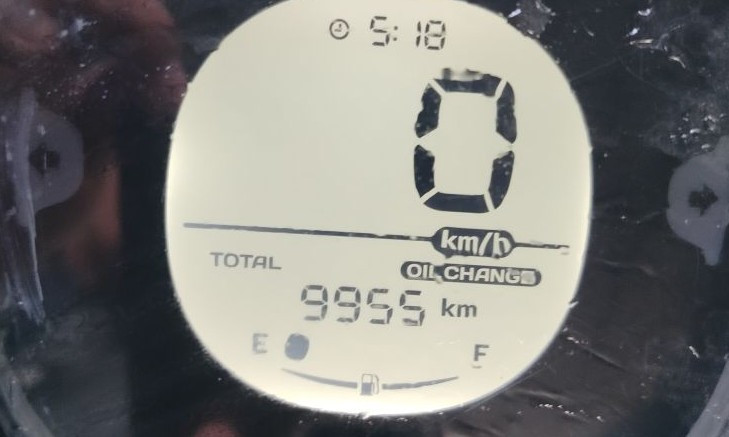 5:18
0
km/h
TOTAL
OIL CHANGE
9955 km
E F